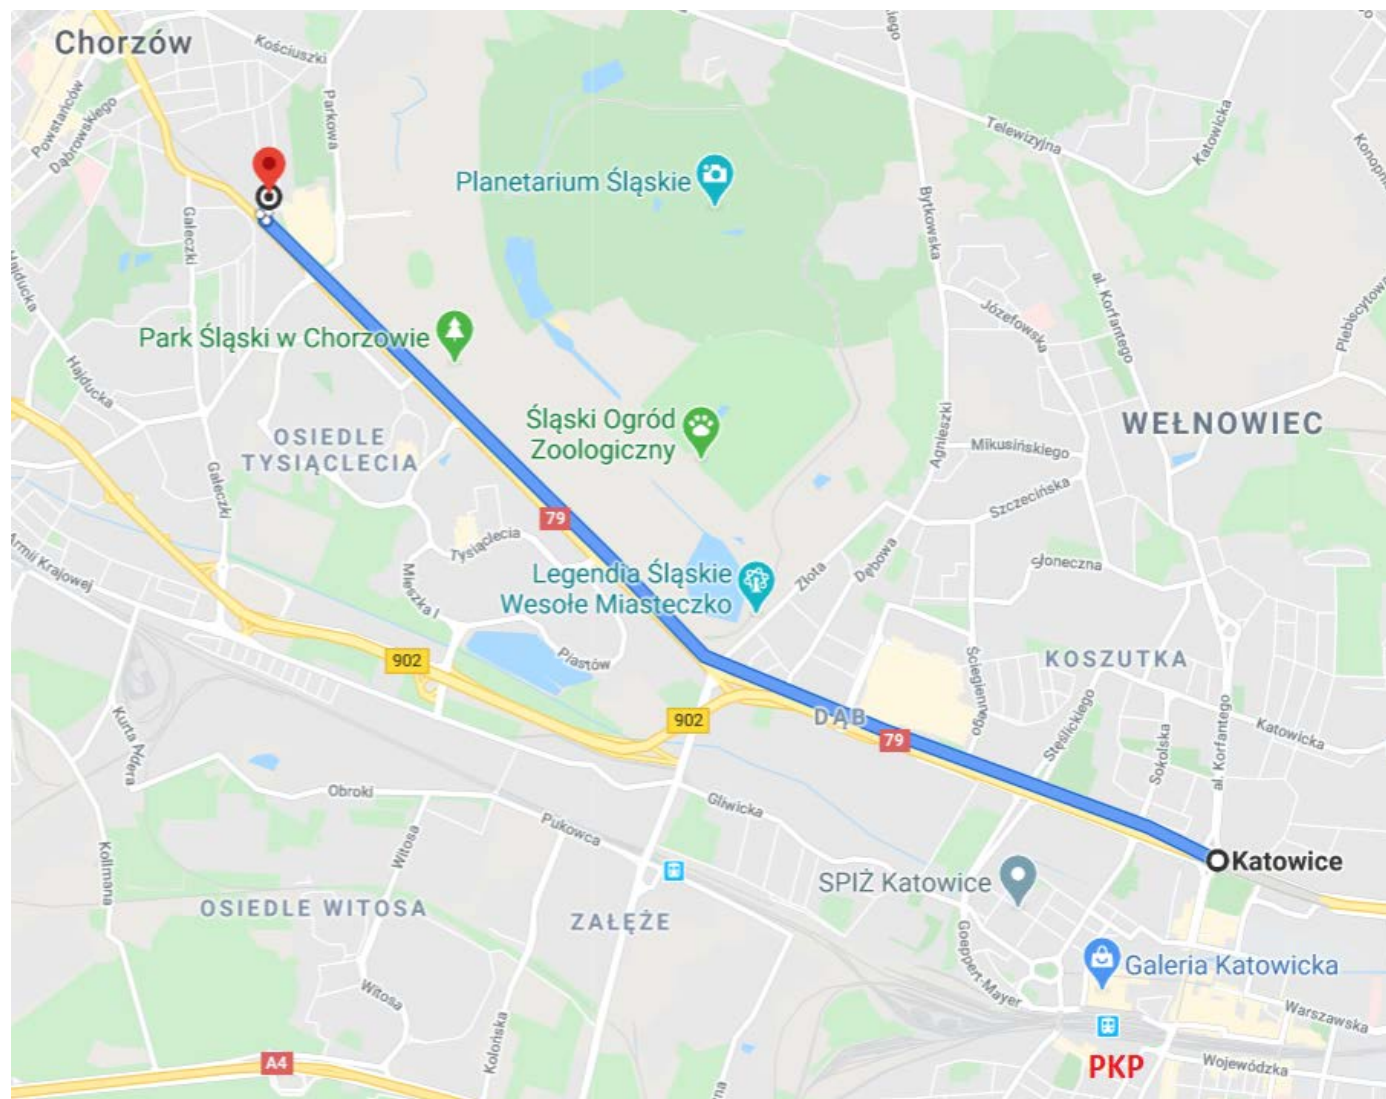 Chorzów
Kościuszki
Parkowa
Powstańców
Dąbrowskiego
Telewizyjna
Katowicka
Planetarium Śląskie
Bytkowska
Gałeczki
Hajducka
al. Korfantego
Józefowska
Plebiscytowa
Park Śląski w Chorzowie
Hajducka
Śląski Ogród
Zoologiczny
Agnieszki
WEŁNOWIEC
OSIEDLE
TYSIĄCLECIA
Mikusińskiego
Gałeczki
Szczecińska
79
Tysiąclecia
Armii Krajowej
Mieszka I
Legendia Śląskie
Wesołe Miasteczko
Złota
Dębowa
Słoneczna
902
Piastów
Ściegiennego
KOSZUTKA
902
DĄB
79
Stęślickiego
Sokolska
al. Korfantego
Katowicka
Obroki
Gliwicka
Pukowca
Witosa
Kollmana
SPIŻ Katowice
Katowice
OSIEDLE WITOSA
ZAŁĘŻE
Goeppert-Mayer
Galeria Katowicka
Witosa
Kolońska
Warszawska
A4
PKP
Wojewódzka